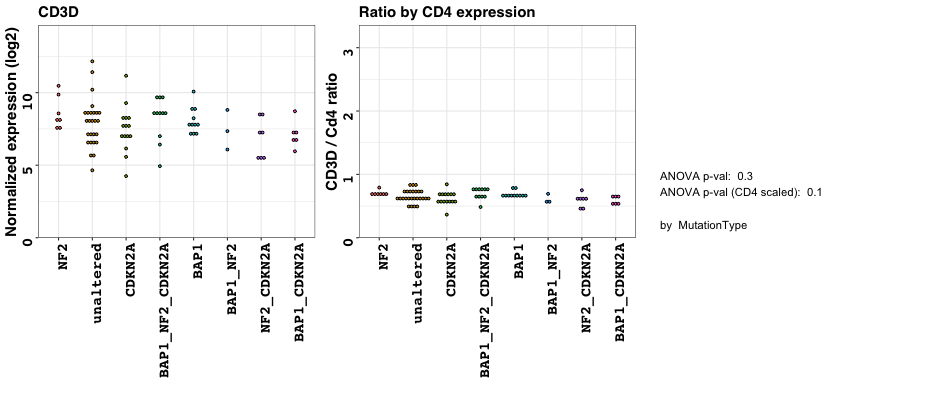 CD3D
Normalized expression (log2)
0
5
10
NF2
unaltered
CDKN2A
BAP1_NF2_CDKN2A
BAP1
BAP1_NF2
NF2_CDKN2A
BAP1_CDKN2A
Ratio by CD4 expression
CD3D / Cd4 ratio
0
1
2
3
NF2
unaltered
CDKN2A
BAP1_NF2_CDKN2A
BAP1
BAP1_NF2
NF2_CDKN2A
BAP1_CDKN2A
ANOVA p-val: 0.3
ANOVA p-val (CD4 scaled): 0.1
by MutationType